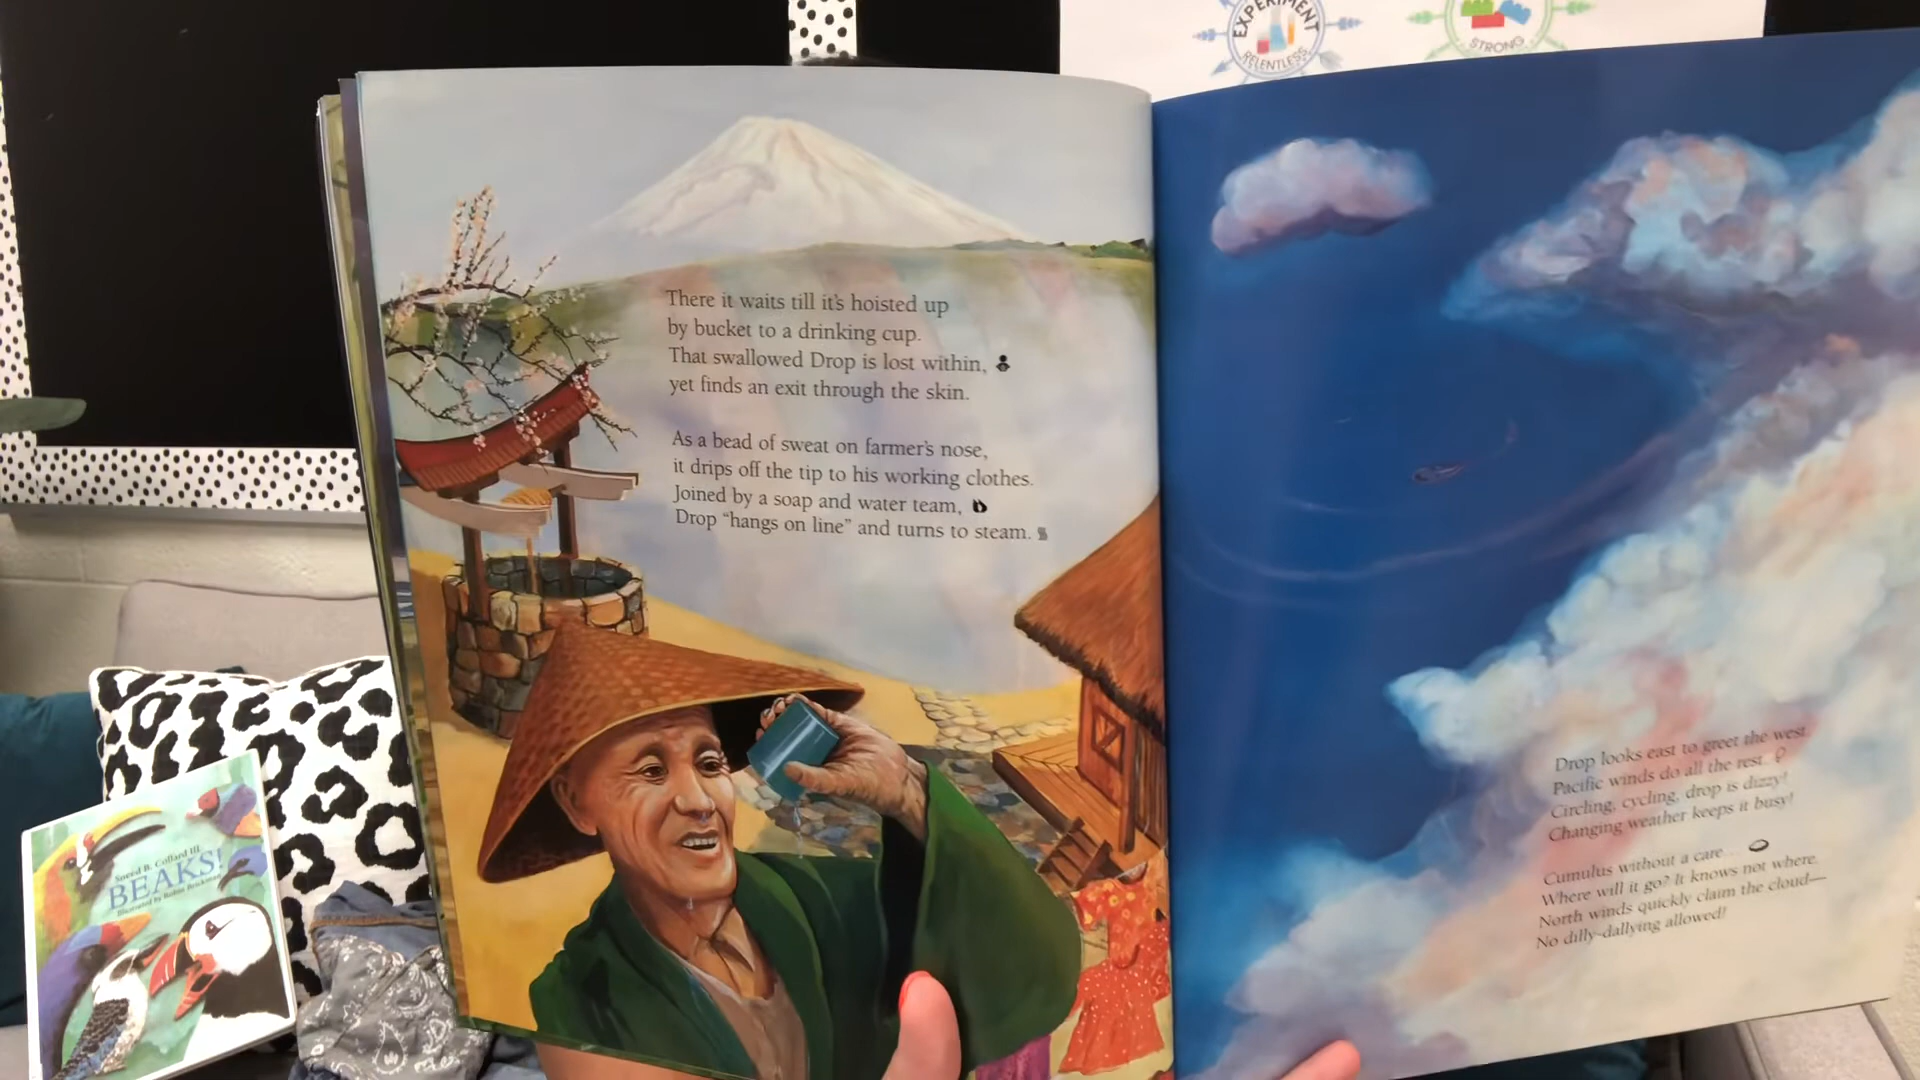 EXPERIMENT
RELENTLESS
STRONG
There it waits till it's hoisted up
by bucket to a drinking cup.
That swallowed Drop is lost within,
yet finds an exit through the skin.
As a bead of sweat on farmer's nose,
it drips off the tip to his working clothes.
Joined by a soap and water team,
Drop "hangs on line" and turns to steam.
Drop looks east to greet the west.
Pacific winds do all the rest.
Circling, cycling, drop is dizzy!
Changing weather keeps it busy!
Cumulus without a care...
Where will it go? It knows not where.
North winds quickly claim the cloud—
No dilly-dallying allowed!
Sneed B. Collard III
BEAKS!
Illustrated by Robin Brickman